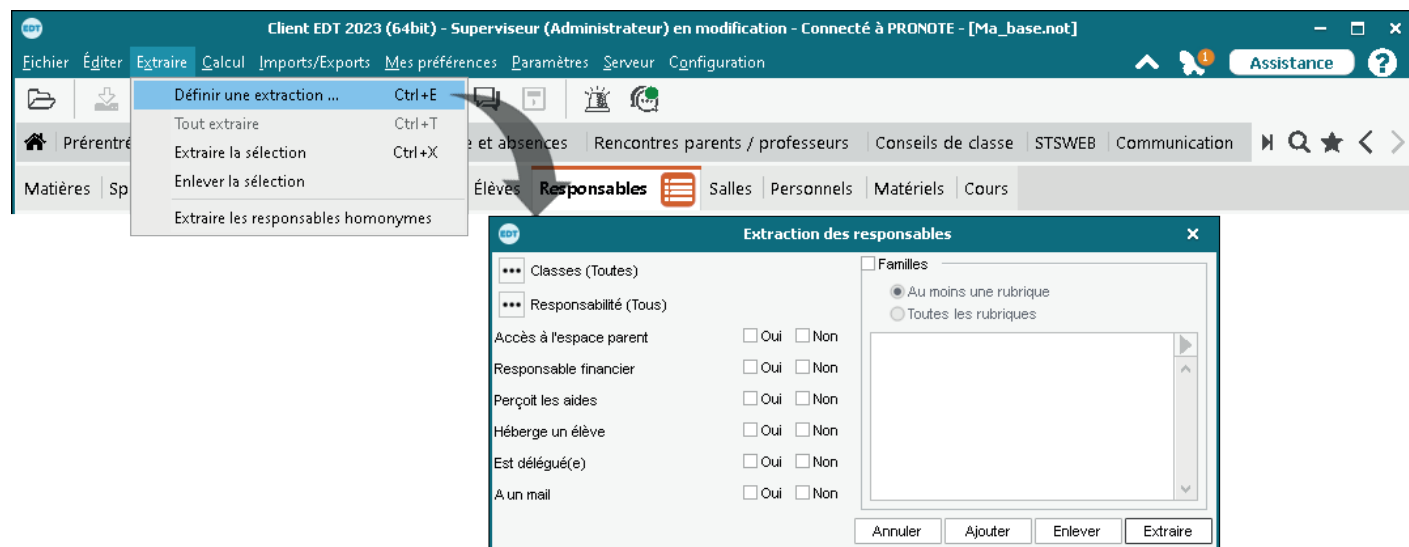 EDT Client EDT 2023 (64bit) - Superviseur (Administrateur) en modification - Connecté à PRONOTE - [Ma_base.not]
Fichier Éditer Extraire Calcul Imports/Exports Mes préférences Paramètres Serveur Configuration 1 Assistance ?
Définir une extraction ... Ctrl+E
Tout extraire Ctrl+T
Extraire la sélection Ctrl+X
Enlever la sélection
Extraire les responsables homonymes
Prérentré e et absences Rencontres parents / professeurs Conseils de classe STSWEB Communication
Matières Sp Élèves Responsables Salles Personnels Matériels Cours
EDT Extraction des responsables
... Classes (Toutes)
... Responsabilité (Tous)
Accès à l'espace parent Oui Non
Responsable financier Oui Non
Perçoit les aides Oui Non
Héberge un élève Oui Non
Est délégué(e) Oui Non
A un mail Oui Non
Familles
Au moins une rubrique
Toutes les rubriques
Annuler Ajouter Enlever Extraire